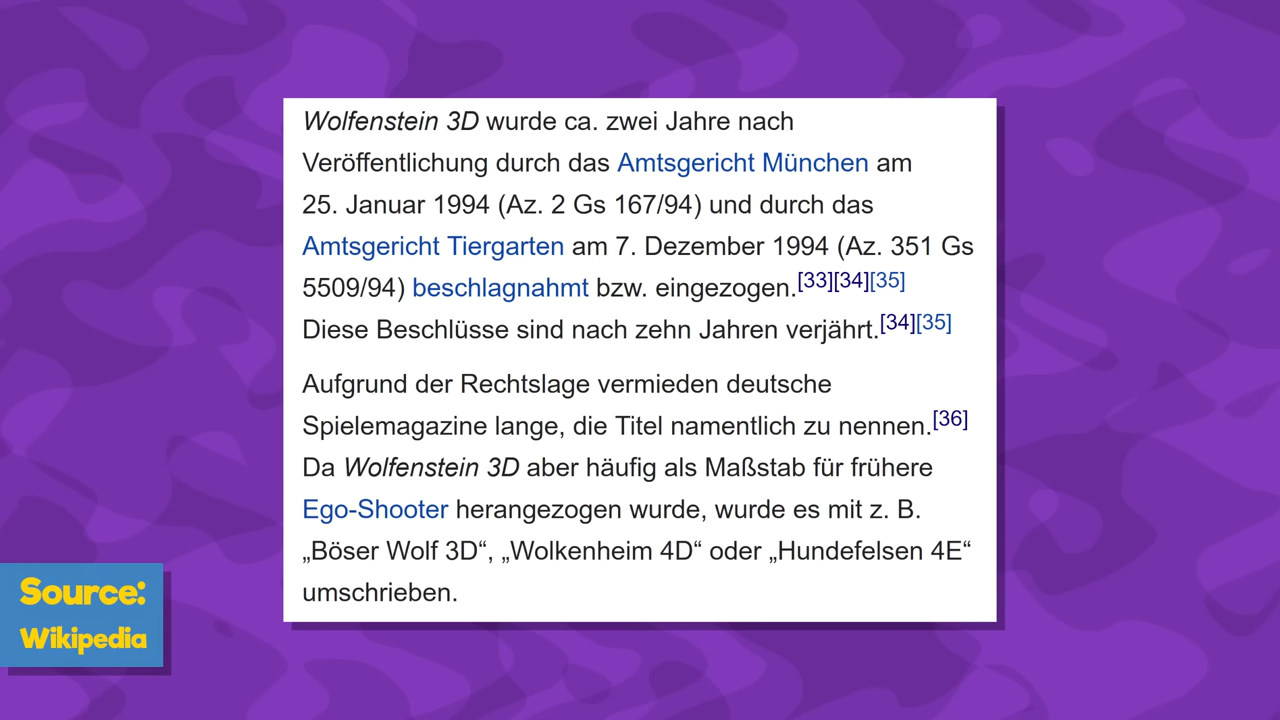 Wolfenstein 3D wurde ca. zwei Jahre nach
Veröffentlichung durch das Amtsgericht München am
25. Januar 1994 (Az. 2 Gs 167/94) und durch das
Amtsgericht Tiergarten am 7. Dezember 1994 (Az. 351 Gs
5509/94) beschlagnahmt bzw. eingezogen.[33][34][35]
Diese Beschlüsse sind nach zehn Jahren verjährt.[34][35]
Aufgrund der Rechtslage vermieden deutsche
Spielemagazine lange, die Titel namentlich zu nennen.[36]
Da Wolfenstein 3D aber häufig als Maßstab für frühere
Ego-Shooter herangezogen wurde, wurde es mit z. B.
„Böser Wolf 3D“, „Wolkenheim 4D“ oder „Hundefelsen 4E“
umschrieben.
Source:
Wikipedia